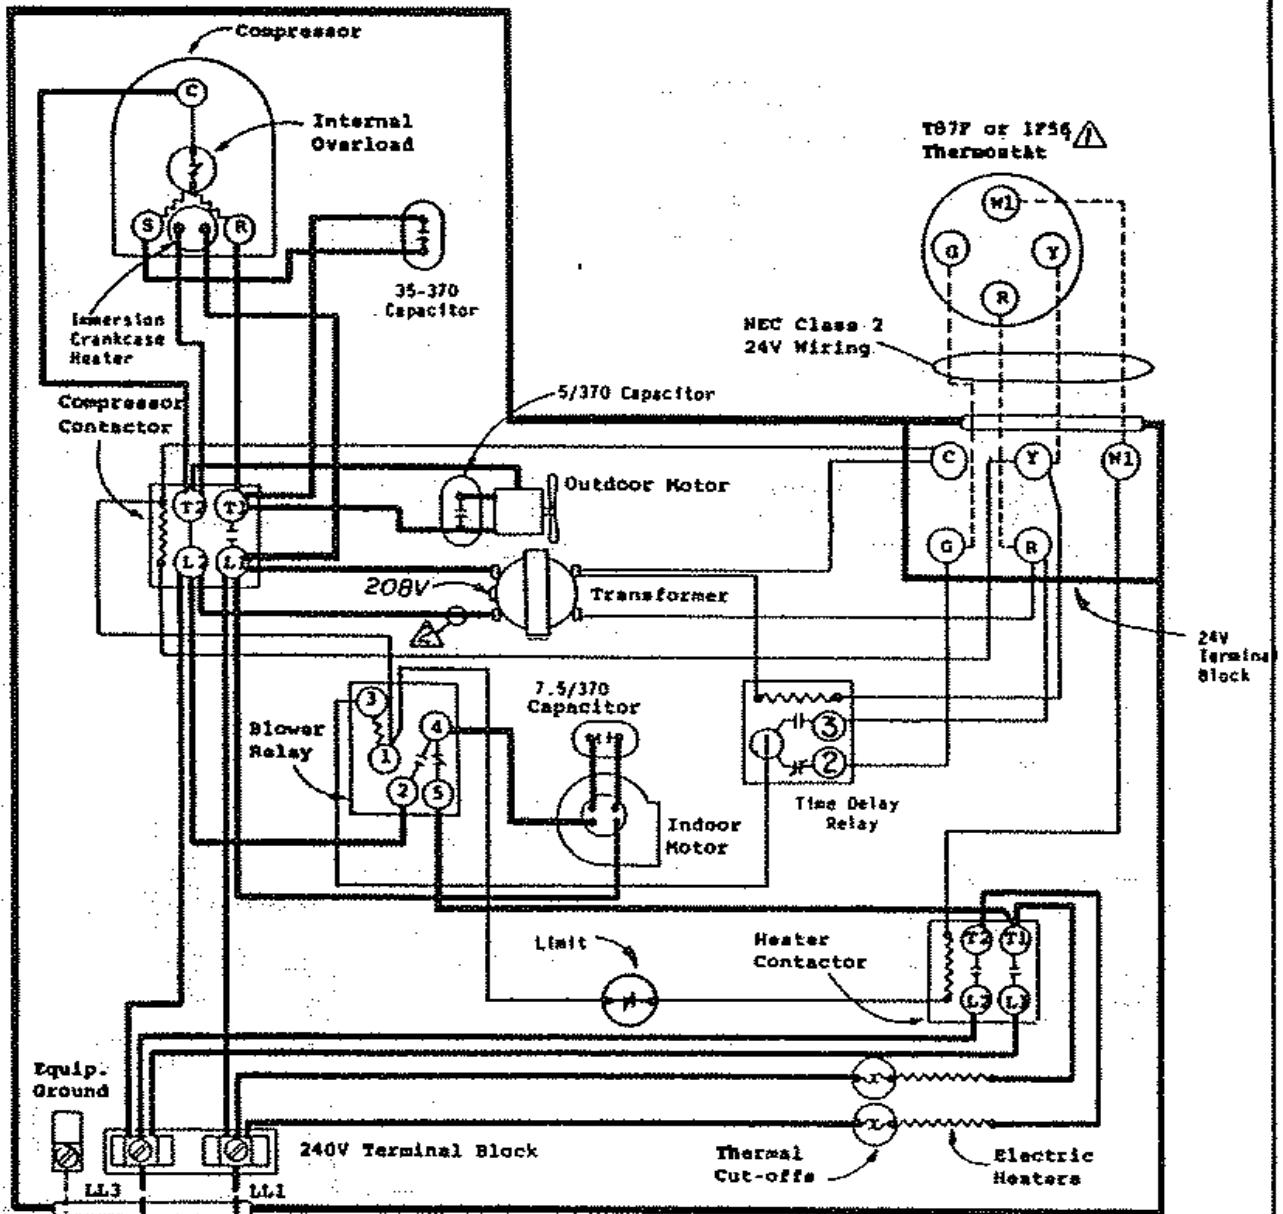 Compressor
C
Internal
Overload
S
R
35-370
Capacitor
Immersion
Crankcase
Heater
T87F or 1F56
Thermostat
W1
G
Y
R
NEC Class 2
24V Wiring
Compressor
Contactor
5/370 Capacitor
C
Y
W1
T2
T1
Outdoor Motor
L2
L1
G
R
208V
Transformer
24V
Terminal
Block
Blower
Relay
3
4
1
2
5
7.5/370
Capacitor
Indoor
Motor
3
2
Time Delay
Relay
Limit
Heater
Contactor
T2
T1
L2
L1
Equip.
Ground
240V Terminal Block
LL3
LL1
Thermal
Cut-offs
Electric
Heaters